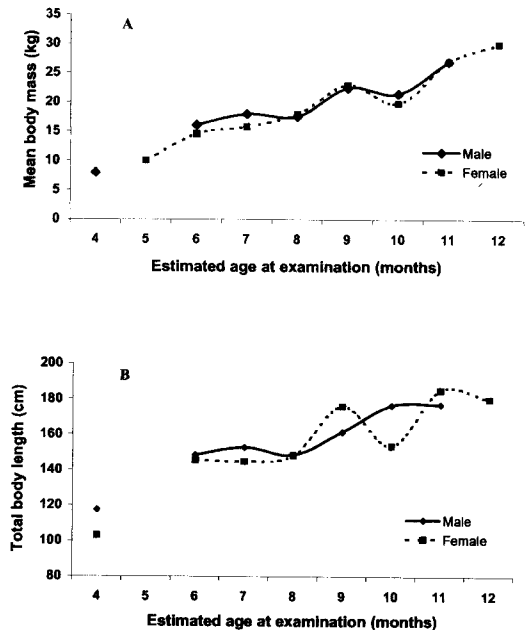 A
Mean body mass (kg)
35
30
25
20
15
10
5
0
Male
Female
4 5 6 7 8 9 10 11 12
Estimated age at examination (months)
B
Total body length (cm)
200
180
160
140
120
100
80
Male
Female
4 5 6 7 8 9 10 11 12
Estimated age at examination (months)